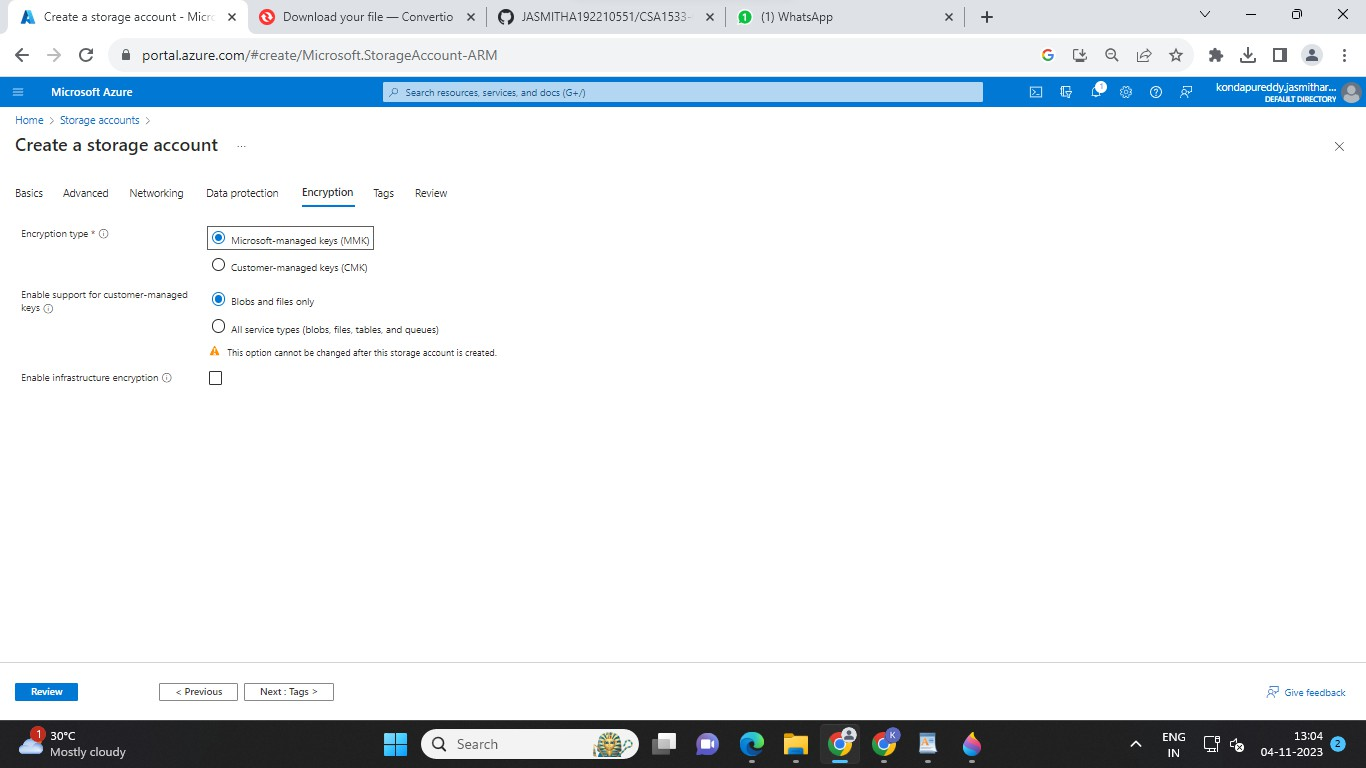 Create a storage account - Micr
Download your file — Convertio
JASMITHA192210551/CSA1533-
(1) WhatsApp
portal.azure.com/#create/Microsoft.StorageAccount-ARM
Microsoft Azure
Search resources, services, and docs (G+/)
1
kondapureddy.jasmithar...
DEFAULT DIRECTORY
Home > Storage accounts >
Create a storage account ...
Basics Advanced Networking Data protection Encryption Tags Review
Encryption type *
Microsoft-managed keys (MMK)
Customer-managed keys (CMK)
Enable support for customer-managed
keys
Blobs and files only
All service types (blobs, files, tables, and queues)
This option cannot be changed after this storage account is created.
Enable infrastructure encryption
Review
< Previous
Next : Tags >
Give feedback
1
30°C
Mostly cloudy
Search
K
ENG
IN
13:04
04-11-2023
2